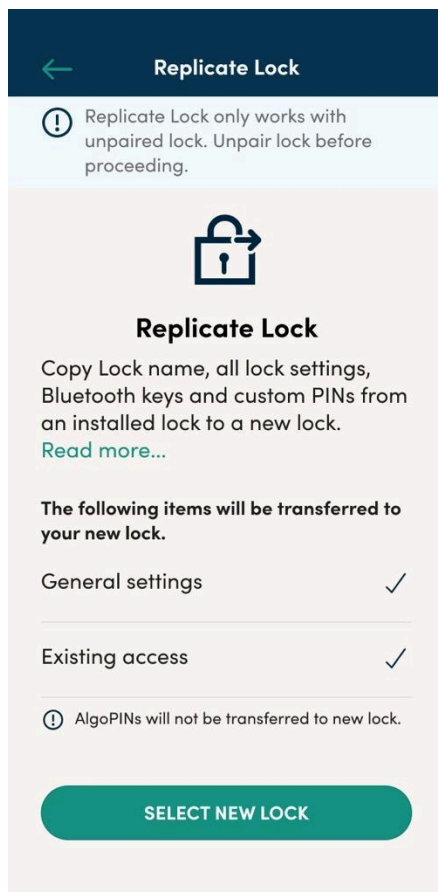 Replicate Lock
Replicate Lock only works with
unpaired lock. Unpair lock before
proceeding.
Replicate Lock
Copy Lock name, all lock settings,
Bluetooth keys and custom PINs from
an installed lock to a new lock.
Read more...
The following items will be transferred to
your new lock.
General settings
Existing access
AlgoPINs will not be transferred to new lock.
SELECT NEW LOCK